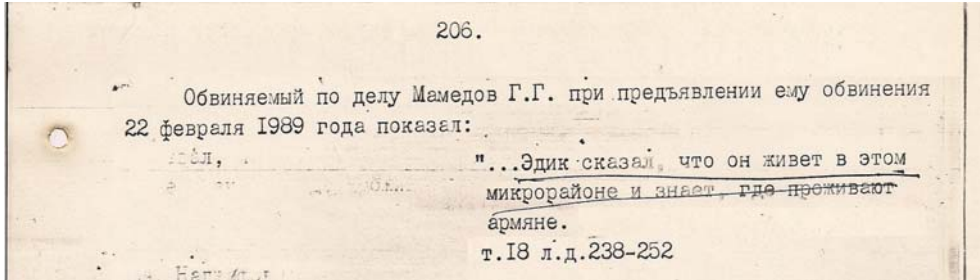 206.
Обвиняемый по делу Мамедов Г.Г. при предъявлении ему обвинения
22 февраля 1989 года показал:
"...Эдик сказал, что он живет в этом
микрорайоне и знает, где проживают
армяне.
т.18 л.д.238-252